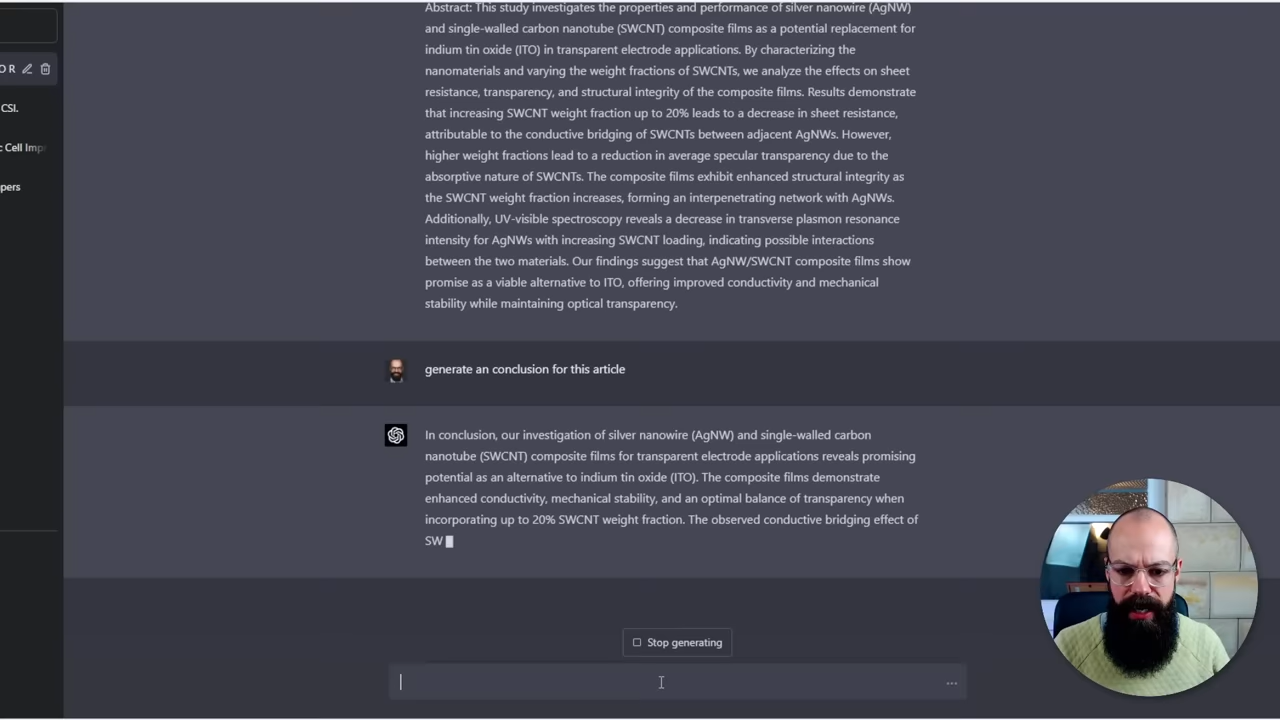 Abstract: This study investigates the properties and performance of silver nanowire (AgNW)
and single-walled carbon nanotube (SWCNT) composite films as a potential replacement for
indium tin oxide (ITO) in transparent electrode applications. By characterizing the
nanomaterials and varying the weight fractions of SWCNTs, we analyze the effects on sheet
O R
resistance, transparency, and structural integrity of the composite films. Results demonstrate
CSI.
that increasing SWCNT weight fraction up to 20% leads to a decrease in sheet resistance,
attributable to the conductive bridging of SWCNTs between adjacent AgNWs. However,
c Cell Imp
higher weight fractions lead to a reduction in average specular transparency due to the
absorptive nature of SWCNTs. The composite films exhibit enhanced structural integrity as
pers
the SWCNT weight fraction increases, forming an interpenetrating network with AgNWs.
Additionally, UV-visible spectroscopy reveals a decrease in transverse plasmon resonance
intensity for AgNWs with increasing SWCNT loading, indicating possible interactions
between the two materials. Our findings suggest that AgNW/SWCNT composite films show
promise as a viable alternative to ITO, offering improved conductivity and mechanical
stability while maintaining optical transparency.
generate an conclusion for this article
In conclusion, our investigation of silver nanowire (AgNW) and single-walled carbon
nanotube (SWCNT) composite films for transparent electrode applications reveals promising
potential as an alternative to indium tin oxide (ITO). The composite films demonstrate
enhanced conductivity, mechanical stability, and an optimal balance of transparency when
incorporating up to 20% SWCNT weight fraction. The observed conductive bridging effect of
SW
Stop generating